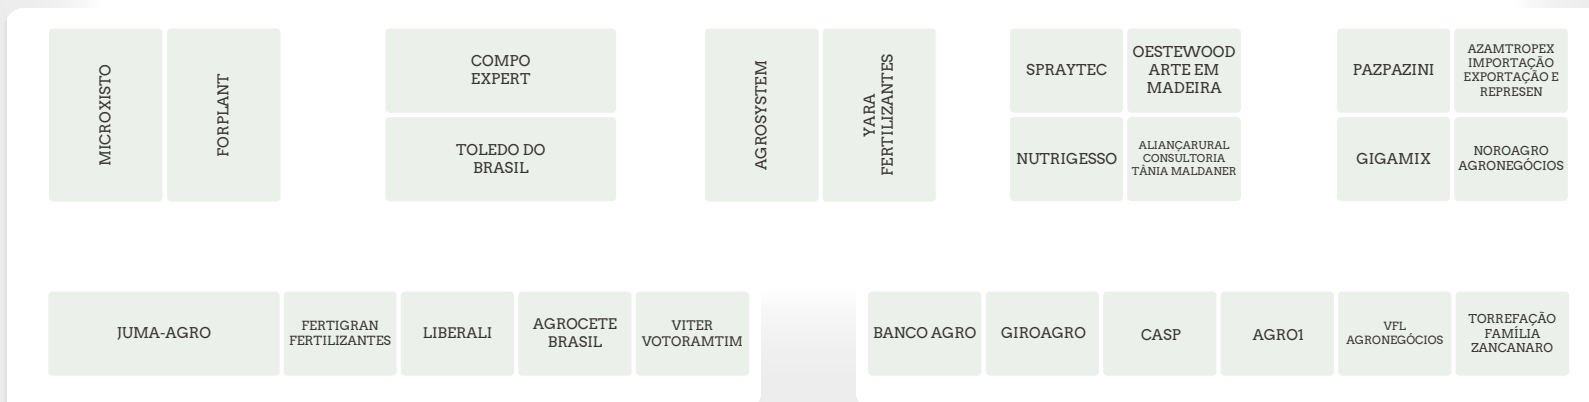 MICROXISTO
FORPLANT
COMPO
EXPERT
TOLEDO DO
BRASIL
AGROSYSTEM
YARA
FERTILIZANTES
SPRAYTEC
OESTEWOOD
ARTE EM
MADEIRA
NUTRIGESSO
ALIANÇARURAL
CONSULTORIA
TÂNIA MALDANER
PAZPAZINI
AZAMTROPEX
IMPORTAÇÃO
EXPORTAÇÃO E
REPRESEN
GIGAMIX
NOROAGRO
AGRONEGÓCIOS
JUMA-AGRO
FERTIGRAN
FERTILIZANTES
LIBERALI
AGROCETE
BRASIL
VITER
VOTORAMTIM
BANCO AGRO
GIROAGRO
CASP
AGRO1
VFL
AGRONEGÓCIOS
TORREFAÇÃO
FAMÍLIA
ZANCANARO